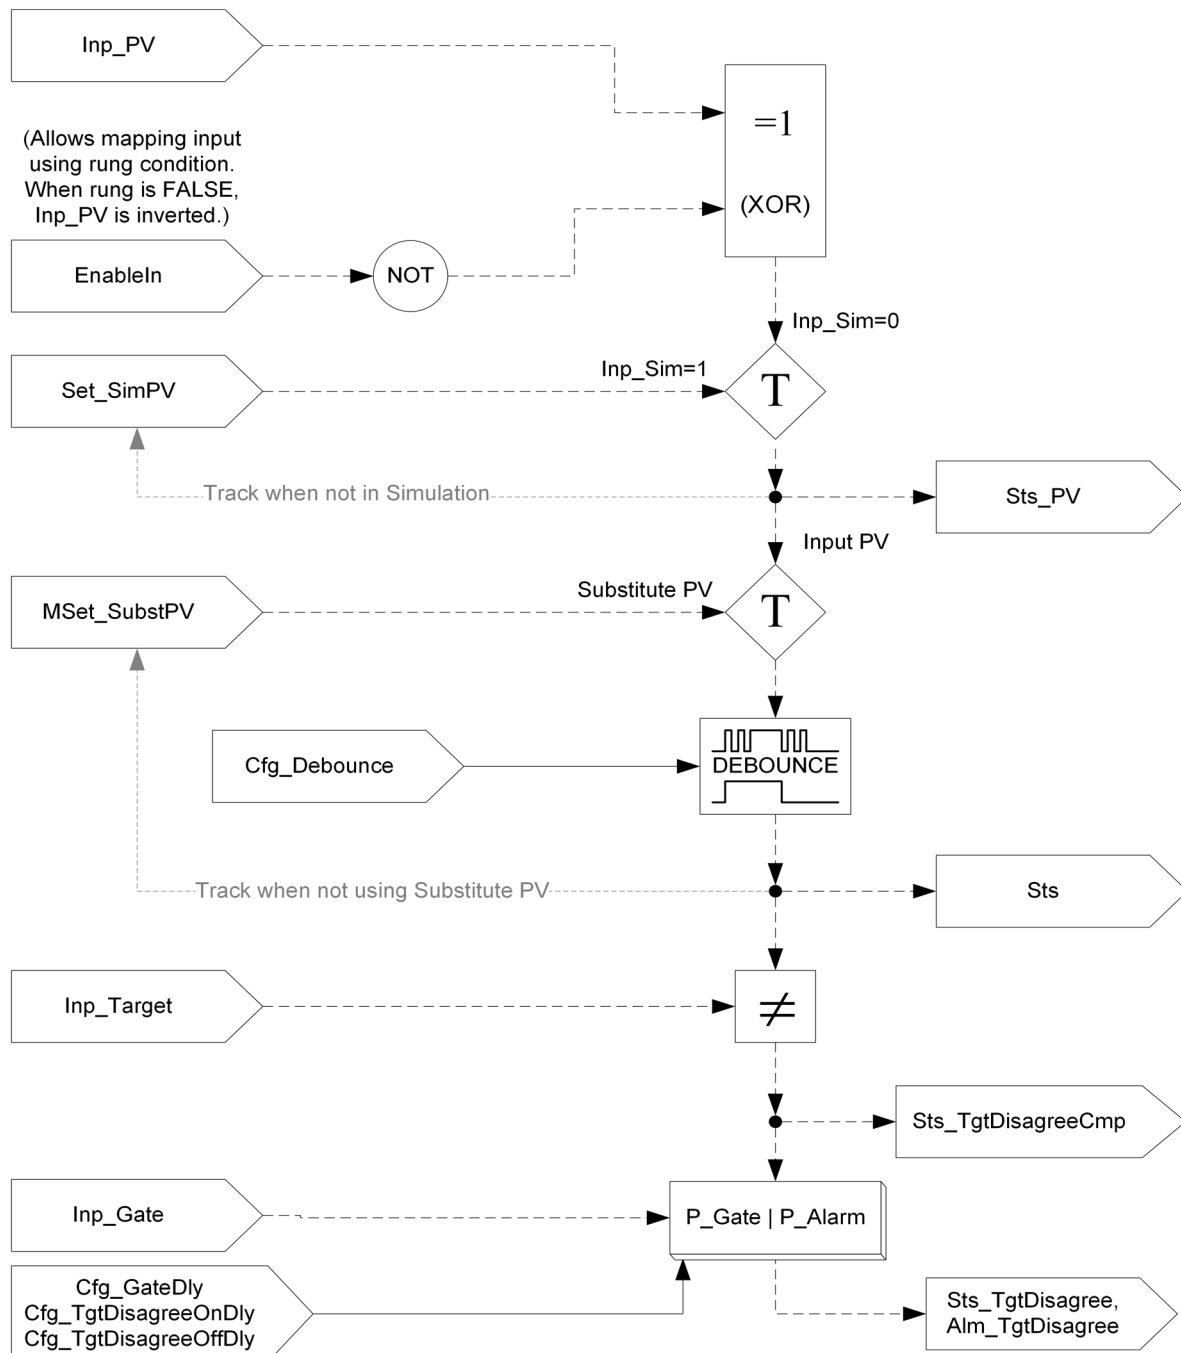 Inp_PV
=1
(Allows mapping input
using rung condition.
When rung is FALSE,
Inp_PV is inverted.)
(XOR)
EnableIn
NOT
Inp_Sim=0
Set_SimPV
Inp_Sim=1
T
Track when not in Simulation
Sts_PV
Input PV
MSet_SubstPV
Substitute PV
T
Cfg_Debounce
DEBOUNCE
Track when not using Substitute PV
Sts
Inp_Target
≠
Sts_TgtDisagreeCmp
Inp_Gate
P_Gate | P_Alarm
Cfg_GateDly
Cfg_TgtDisagreeOnDly
Cfg_TgtDisagreeOffDly
Sts_TgtDisagree,
Alm_TgtDisagree